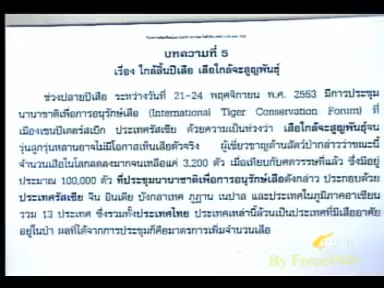 บทความที่ 5
เรื่อง ใกล้สิ้นปีเสือ เสือใกล้จะสูญพันธุ์
ช่วงปลายปีเสือ ระหว่างวันที่ 21-24 พฤศจิกายน พ.ศ. 2553 มีการประชุม
นานาชาติเพื่อการอนุรักษ์เสือ (International Tiger Conservation Forum) ที่
เมืองเซนปีเตอร์สเบิก ประเทศรัสเซีย ด้วยความเป็นห่วงว่า เสือใกล้จะสูญพันธุ์จน
รุ่นลูกรุ่นหลานอาจไม่มีโอกาสเห็นเสือตัวจริง ผู้เชี่ยวชาญด้านสัตว์ป่ากล่าวว่าขณะนี้
จำนวนเสือในโลกลดลงมากจนเหลือแค่ 3,200 ตัว เมื่อเทียบกับศตวรรษที่แล้ว ซึ่งมีอยู่
ประมาณ 100,000 ตัว ที่ประชุมนานาชาติเพื่อการอนุรักษ์เสือดังกล่าว ประกอบด้วย
ประเทศรัสเซีย จีน อินเดีย บังกลาเทศ ภูฏาน เนปาล และประเทศในภูมิภาคอาเซียน
รวม 13 ประเทศ ซึ่งรวมทั้งประเทศไทย ประเทศเหล่านี้ล้วนเป็นประเทศที่มีเสืออาศัย
อยู่ในป่า ผลที่ได้จากการประชุมก็คือมาตรการเพิ่มจำนวนเสือ